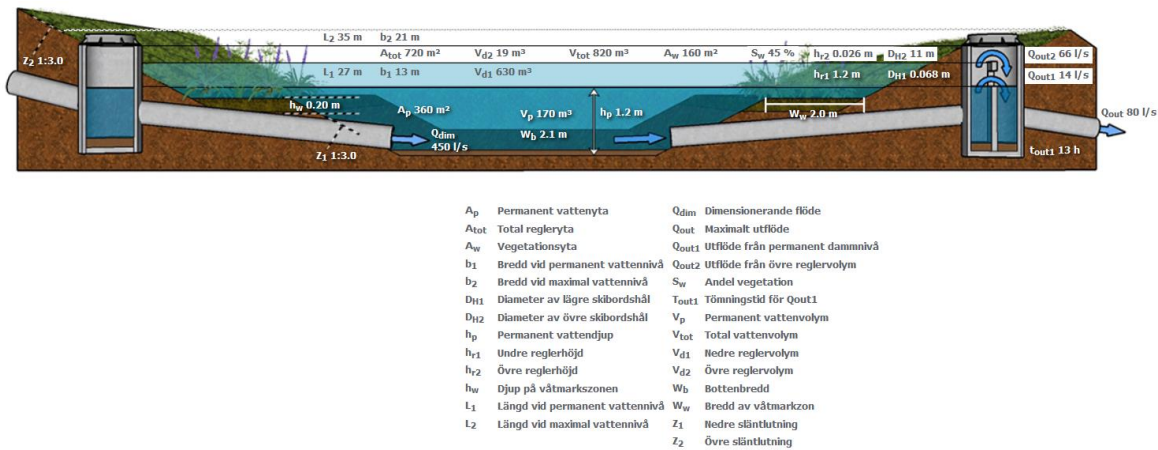 L2 35 m b2 21 m
Atot 720 m² Vd2 19 m³ Vtot 820 m³ Aw 160 m² Sw 45 % hr2 0.026 m DH2 11 m Qout2 66 l/s
Z2 1:3.0
L1 27 m b1 13 m Vd1 630 m³ hr1 1.2 m DH1 0.068 m Qout1 14 l/s
hw 0.20 m Ap 360 m² Vp 170 m³ hp 1.2 m Ww 2.0 m Qout 80 l/s
Z1 1:3.0 Qdim 450 l/s Wb 2.1 m tout1 13 h
Ap Permanent vattenyta
Atot Total regleryta
Aw Vegetationsyta
b1 Bredd vid permanent vattennivå
b2 Bredd vid maximal vattennivå
DH1 Diameter av lägre skibordshål
DH2 Diameter av övre skibordshål
hp Permanent vattendjup
hr1 Undre reglerhöjd
hr2 Övre reglerhöjd
hw Djup på våtmarkszonen
L1 Längd vid permanent vattennivå
L2 Längd vid maximal vattennivå
Qdim Dimensionerande flöde
Qout Maximalt utflöde
Qout1 Utflöde från permanent dammnivå
Qout2 Utflöde från övre reglervolym
Sw Andel vegetation
Tout1 Tömningstid för Qout1
Vp Permanent vattenvolym
Vtot Total vattenvolym
Vd1 Nedre reglervolym
Vd2 Övre reglervolym
Wb Bottenbredd
Ww Bredd av våtmarkzon
Z1 Nedre släntlutning
Z2 Övre släntlutning